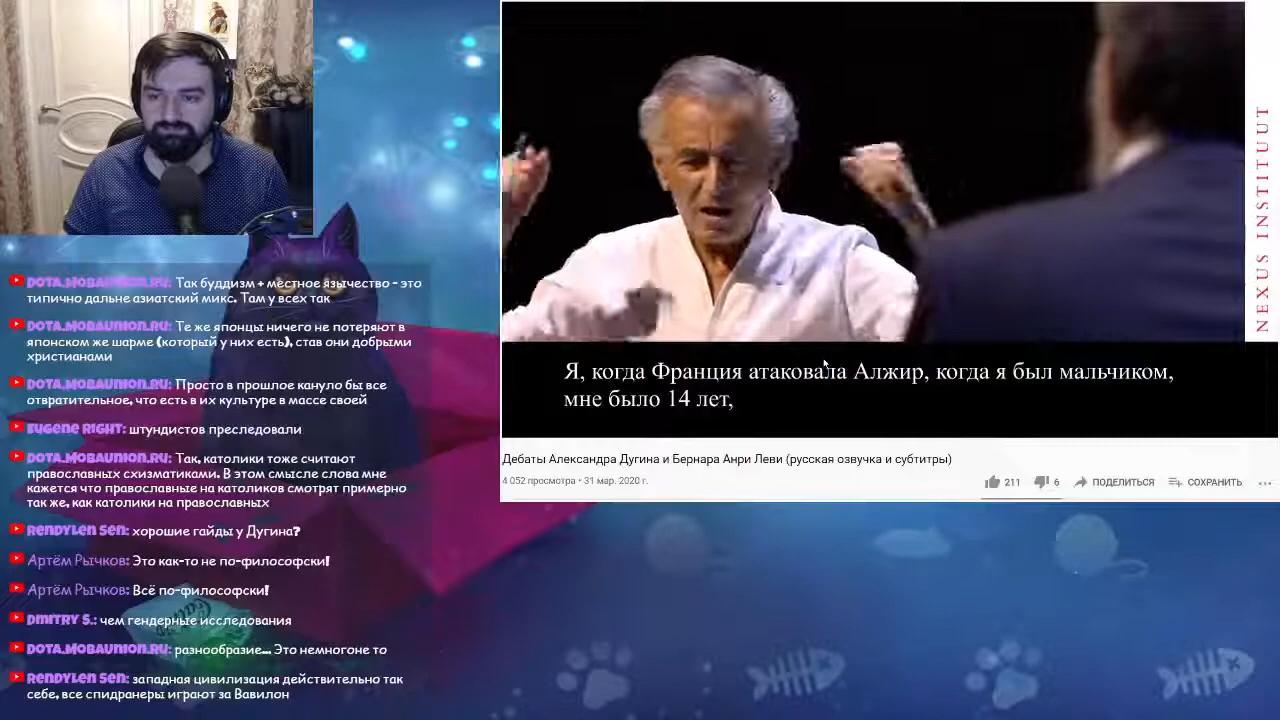 DOTA.MOBAUNION.RU: Так буддизм + местное язычество - это
типично дальне азиатский микс. Там у всех так
DOTA.MOBAUNION.RU: Те же японцы ничего не потеряют в
японском же шарме (который у них есть), став они добрыми
христианами
DOTA.MOBAUNION.RU: Просто в прошлое кануло бы все
отвратительное, что есть в их культуре в массе своей
EUGENE RIGHT: штундистов преследовали
DOTA.MOBAUNION.RU: Так, католики тоже считают
православных схизматиками. В этом смысле слова мне
кажется что православные на католиков смотрят примерно
так же, как католики на православных
RENDYLEN SEN: хорошие гайды у Дугина?
Артём Рычков: Это как-то не по-философски!
Артём Рычков: Всё по-философски!
DMITRY S.: чем гендерные исследования
DOTA.MOBAUNION.RU: разнообразие... Это немногоне то
RENDYLEN SEN: западная цивилизация действительно так
себе, все спидранеры играют за Вавилон
NEXUS INSTITUUT
Я, когда Франция атаковала Алжир, когда я был мальчиком,
мне было 14 лет,
Дебаты Александра Дугина и Бернара Анри Леви (русская озвучка и субтитры)
4 052 просмотра • 31 мар. 2020 г.
211 6 ПОДЕЛИТЬСЯ СОХРАНИТЬ ...